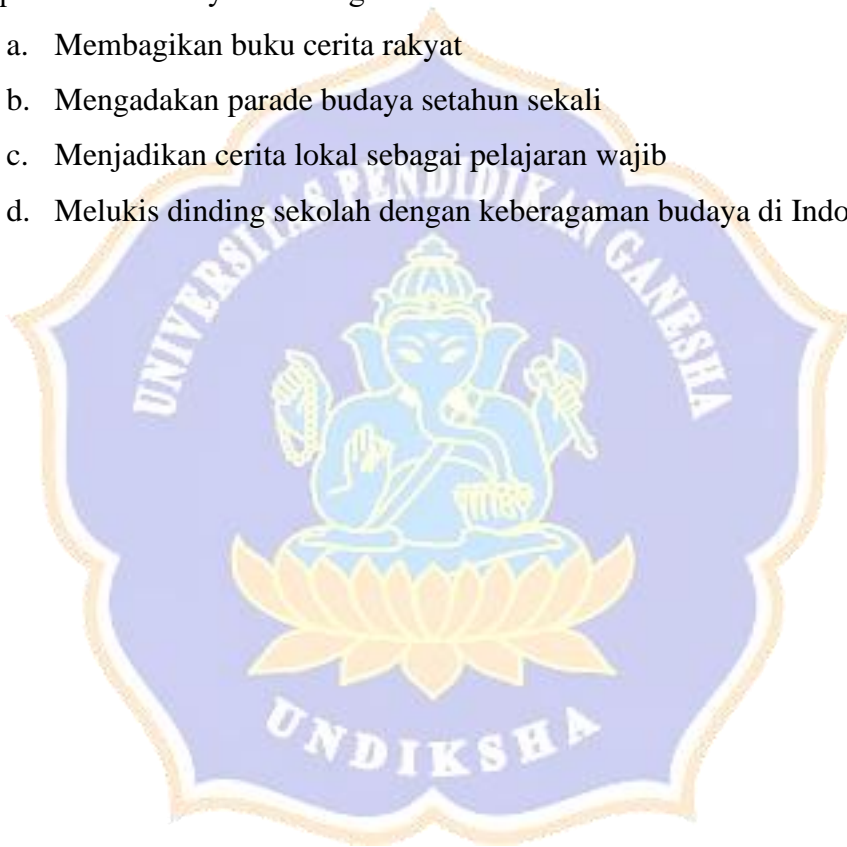 a. Membagikan buku cerita rakyat
b. Mengadakan parade budaya setahun sekali
c. Menjadikan cerita lokal sebagai pelajaran wajib
d. Melukis dinding sekolah dengan keberagaman budaya di Indo
UNIVERSITAS PENDIDIKAN GANESHA
UNDIKSHA